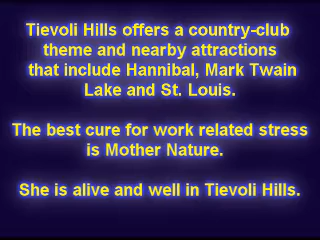 Tievoli Hills offers a country-club
theme and nearby attractions
that include Hannibal, Mark Twain
Lake and St. Louis.
The best cure for work related stress
is Mother Nature.
She is alive and well in Tievoli Hills.